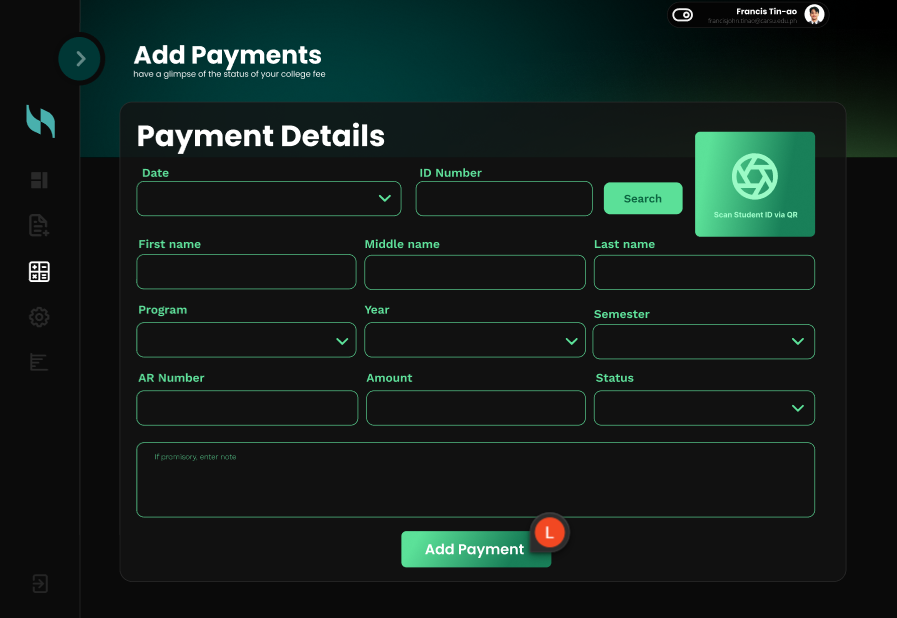 Francis Tin-ao
francisjohn.tinao@carsu.edu.ph
Add Payments
have a glimpse of the status of your college fee
Payment Details
Date
ID Number
Search
Scan Student ID via QR
First name
Middle name
Last name
Program
Year
Semester
AR Number
Amount
Status
If promisory, enter note
Add Payment
L